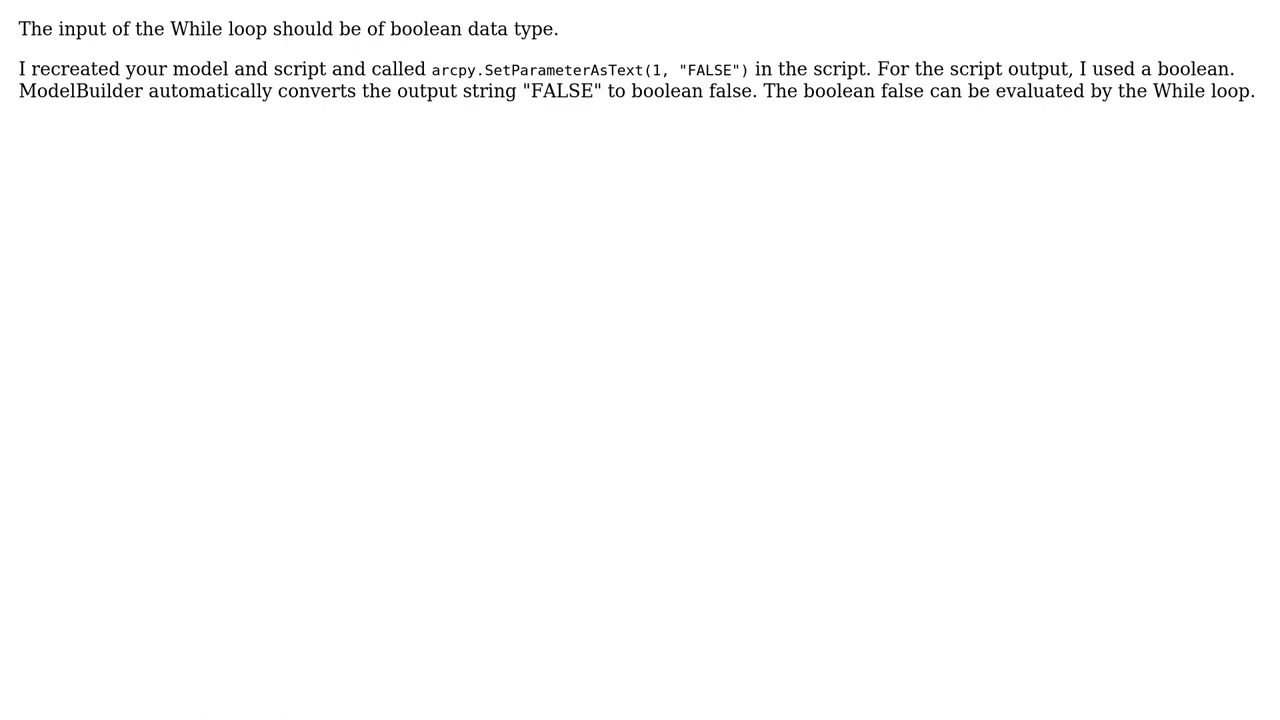 The input of the While loop should be of boolean data type.
I recreated your model and script and called arcpy.SetParameterAsText(1, "FALSE") in the script. For the script output, I used a boolean.
ModelBuilder automatically converts the output string "FALSE" to boolean false. The boolean false can be evaluated by the While loop.